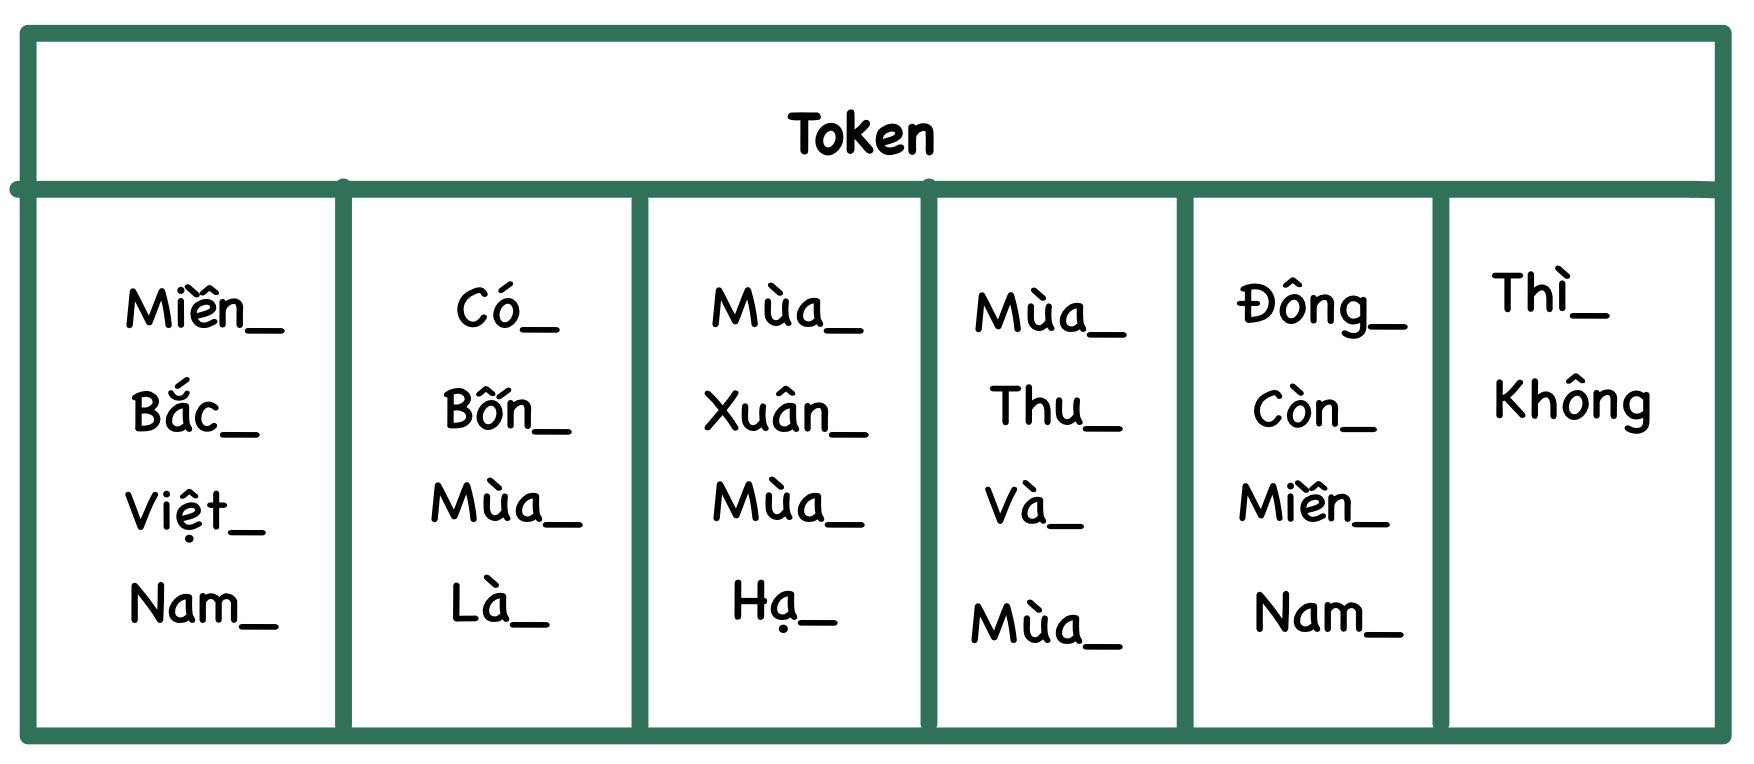 Token
Miền_
Bắc_
Việt_
Nam_
Có_
Bốn_
Mùa_
Là_
Mùa_
Xuân_
Mùa_
Hạ_
Mùa_
Thu_
Và_
Mùa_
Đông_
Còn_
Miền_
Nam_
Thì_
Không